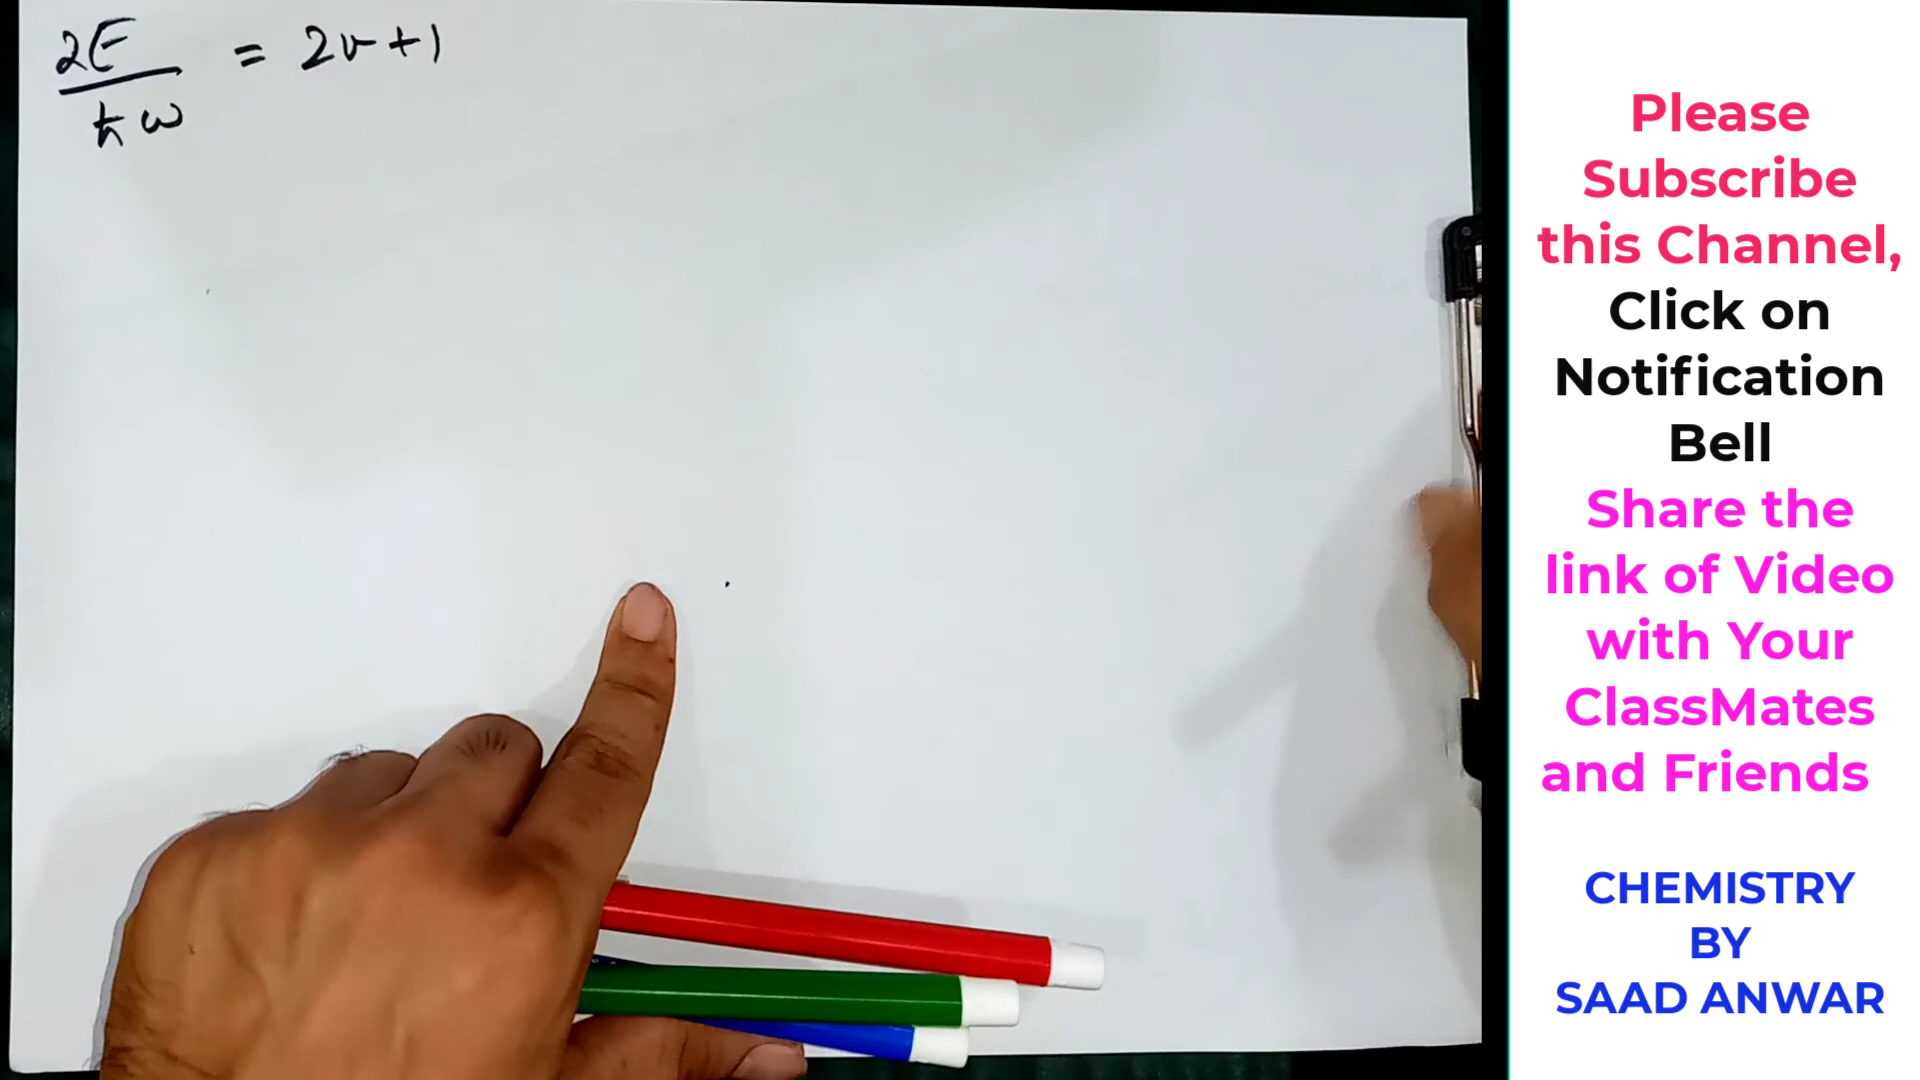 2E/ħω = 2v+1
Please
Subscribe
this Channel,
Click on
Notification
Bell
Share the
link of Video
with Your
ClassMates
and Friends
CHEMISTRY
BY
SAAD ANWAR